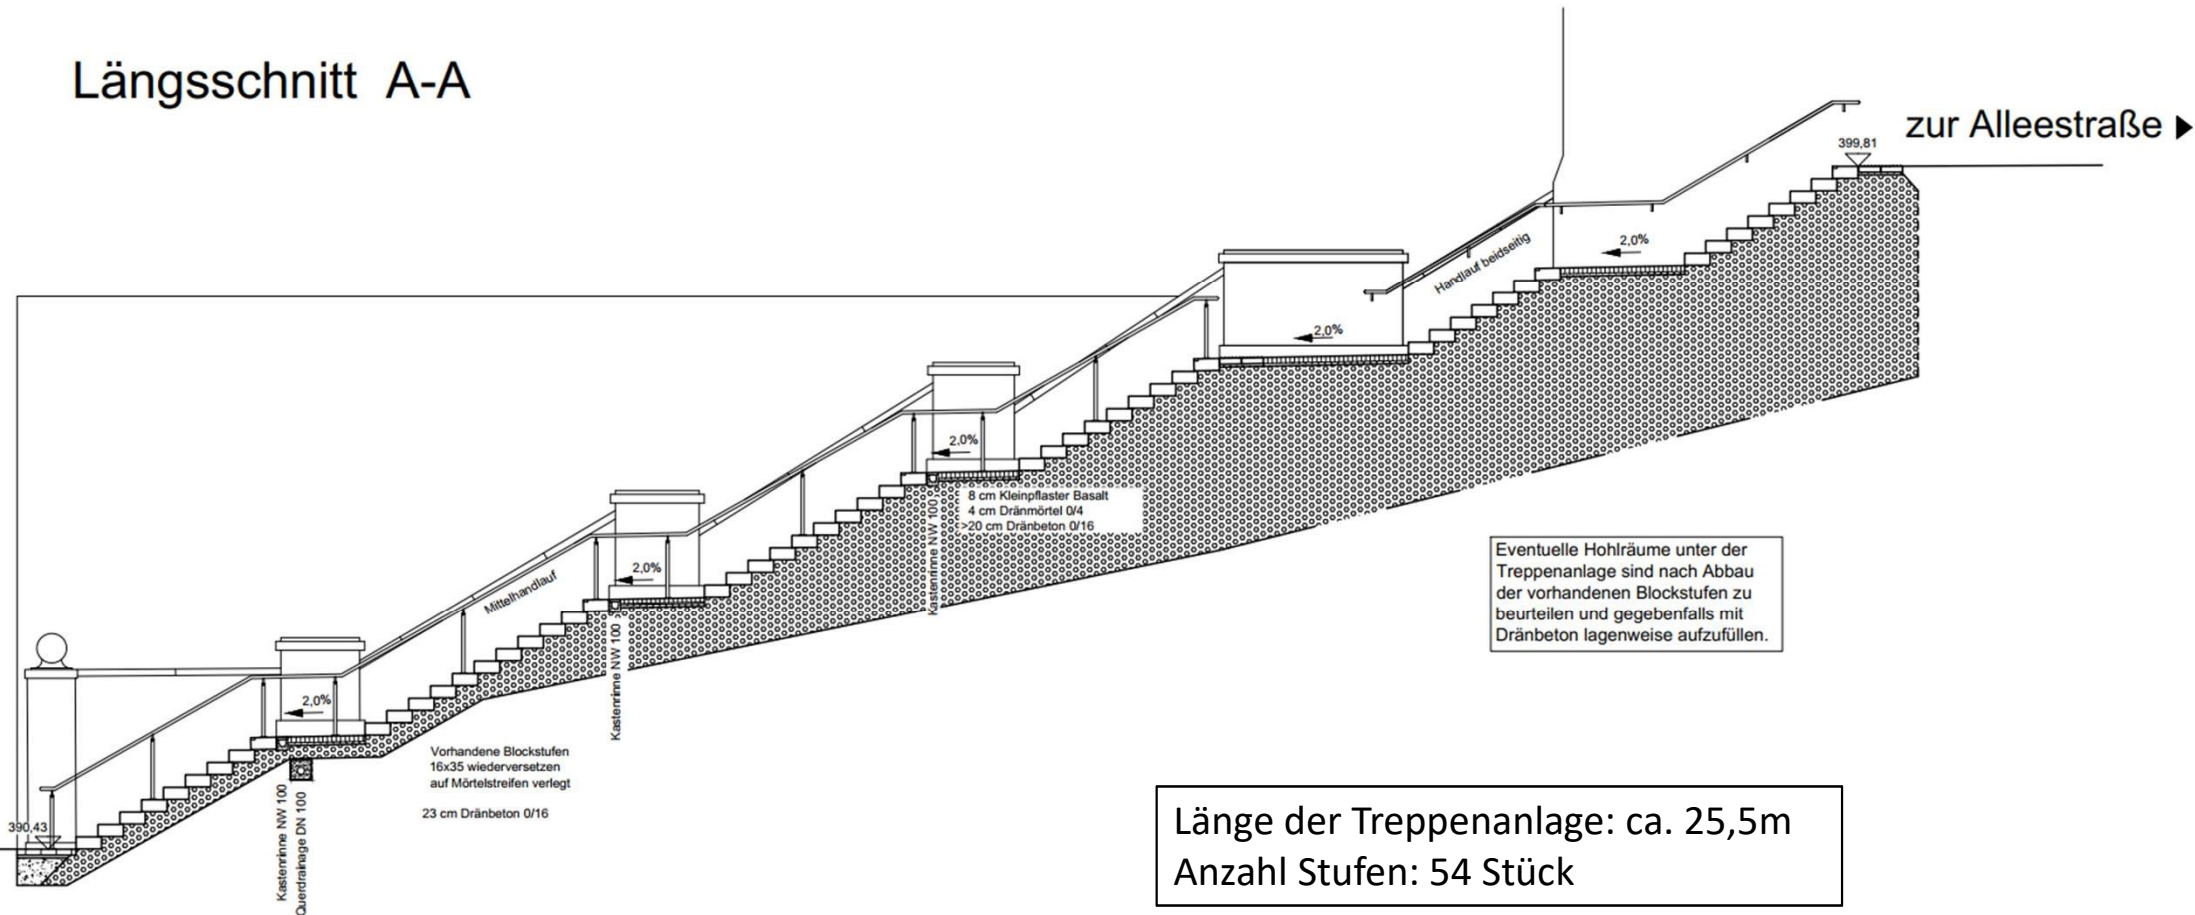 Längsschnitt A-A
zur Alleestraße
399,81
2,0%
Handlauf beidseitig
2,0%
2,0%
8 cm Kleinpflaster Basalt
4 cm Dränmörtel 0/4
>20 cm Dränbeton 0/16
Kastenrinne NW 100
Eventuelle Hohlräume unter der
Treppenanlage sind nach Abbau
der vorhandenen Blockstufen zu
beurteilen und gegebenfalls mit
Dränbeton lagenweise aufzufüllen.
2,0%
Mittelhandlauf
Kastenrinne NW 100
2,0%
Vorhandene Blockstufen
16x35 wiederversetzen
auf Mörtelstreifen verlegt
23 cm Dränbeton 0/16
390,43
Kastenrinne NW 100
Querdrainage DN 100
Länge der Treppenanlage: ca. 25,5m
Anzahl Stufen: 54 Stück